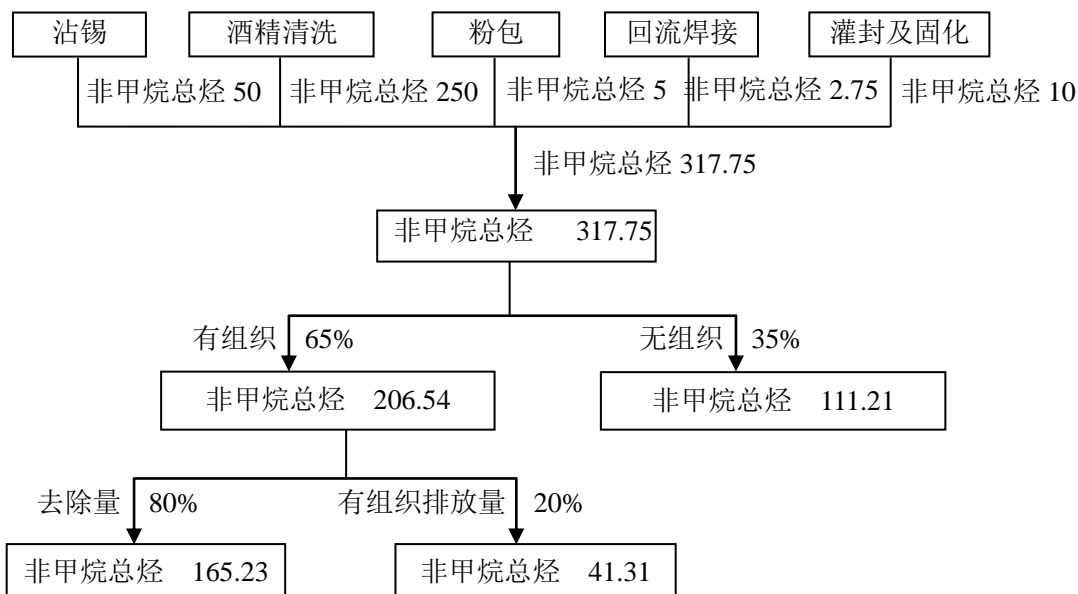 沾锡 酒精清洗 粉包 回流焊接 灌封及固化
非甲烷总烃 50 非甲烷总烃 250 非甲烷总烃 5 非甲烷总烃 2.75 非甲烷总烃 10
非甲烷总烃 317.75
非甲烷总烃 317.75
有组织 65% 无组织 35%
非甲烷总烃 206.54 非甲烷总烃 111.21
去除量 80% 有组织排放量 20%
非甲烷总烃 165.23 非甲烷总烃 41.31